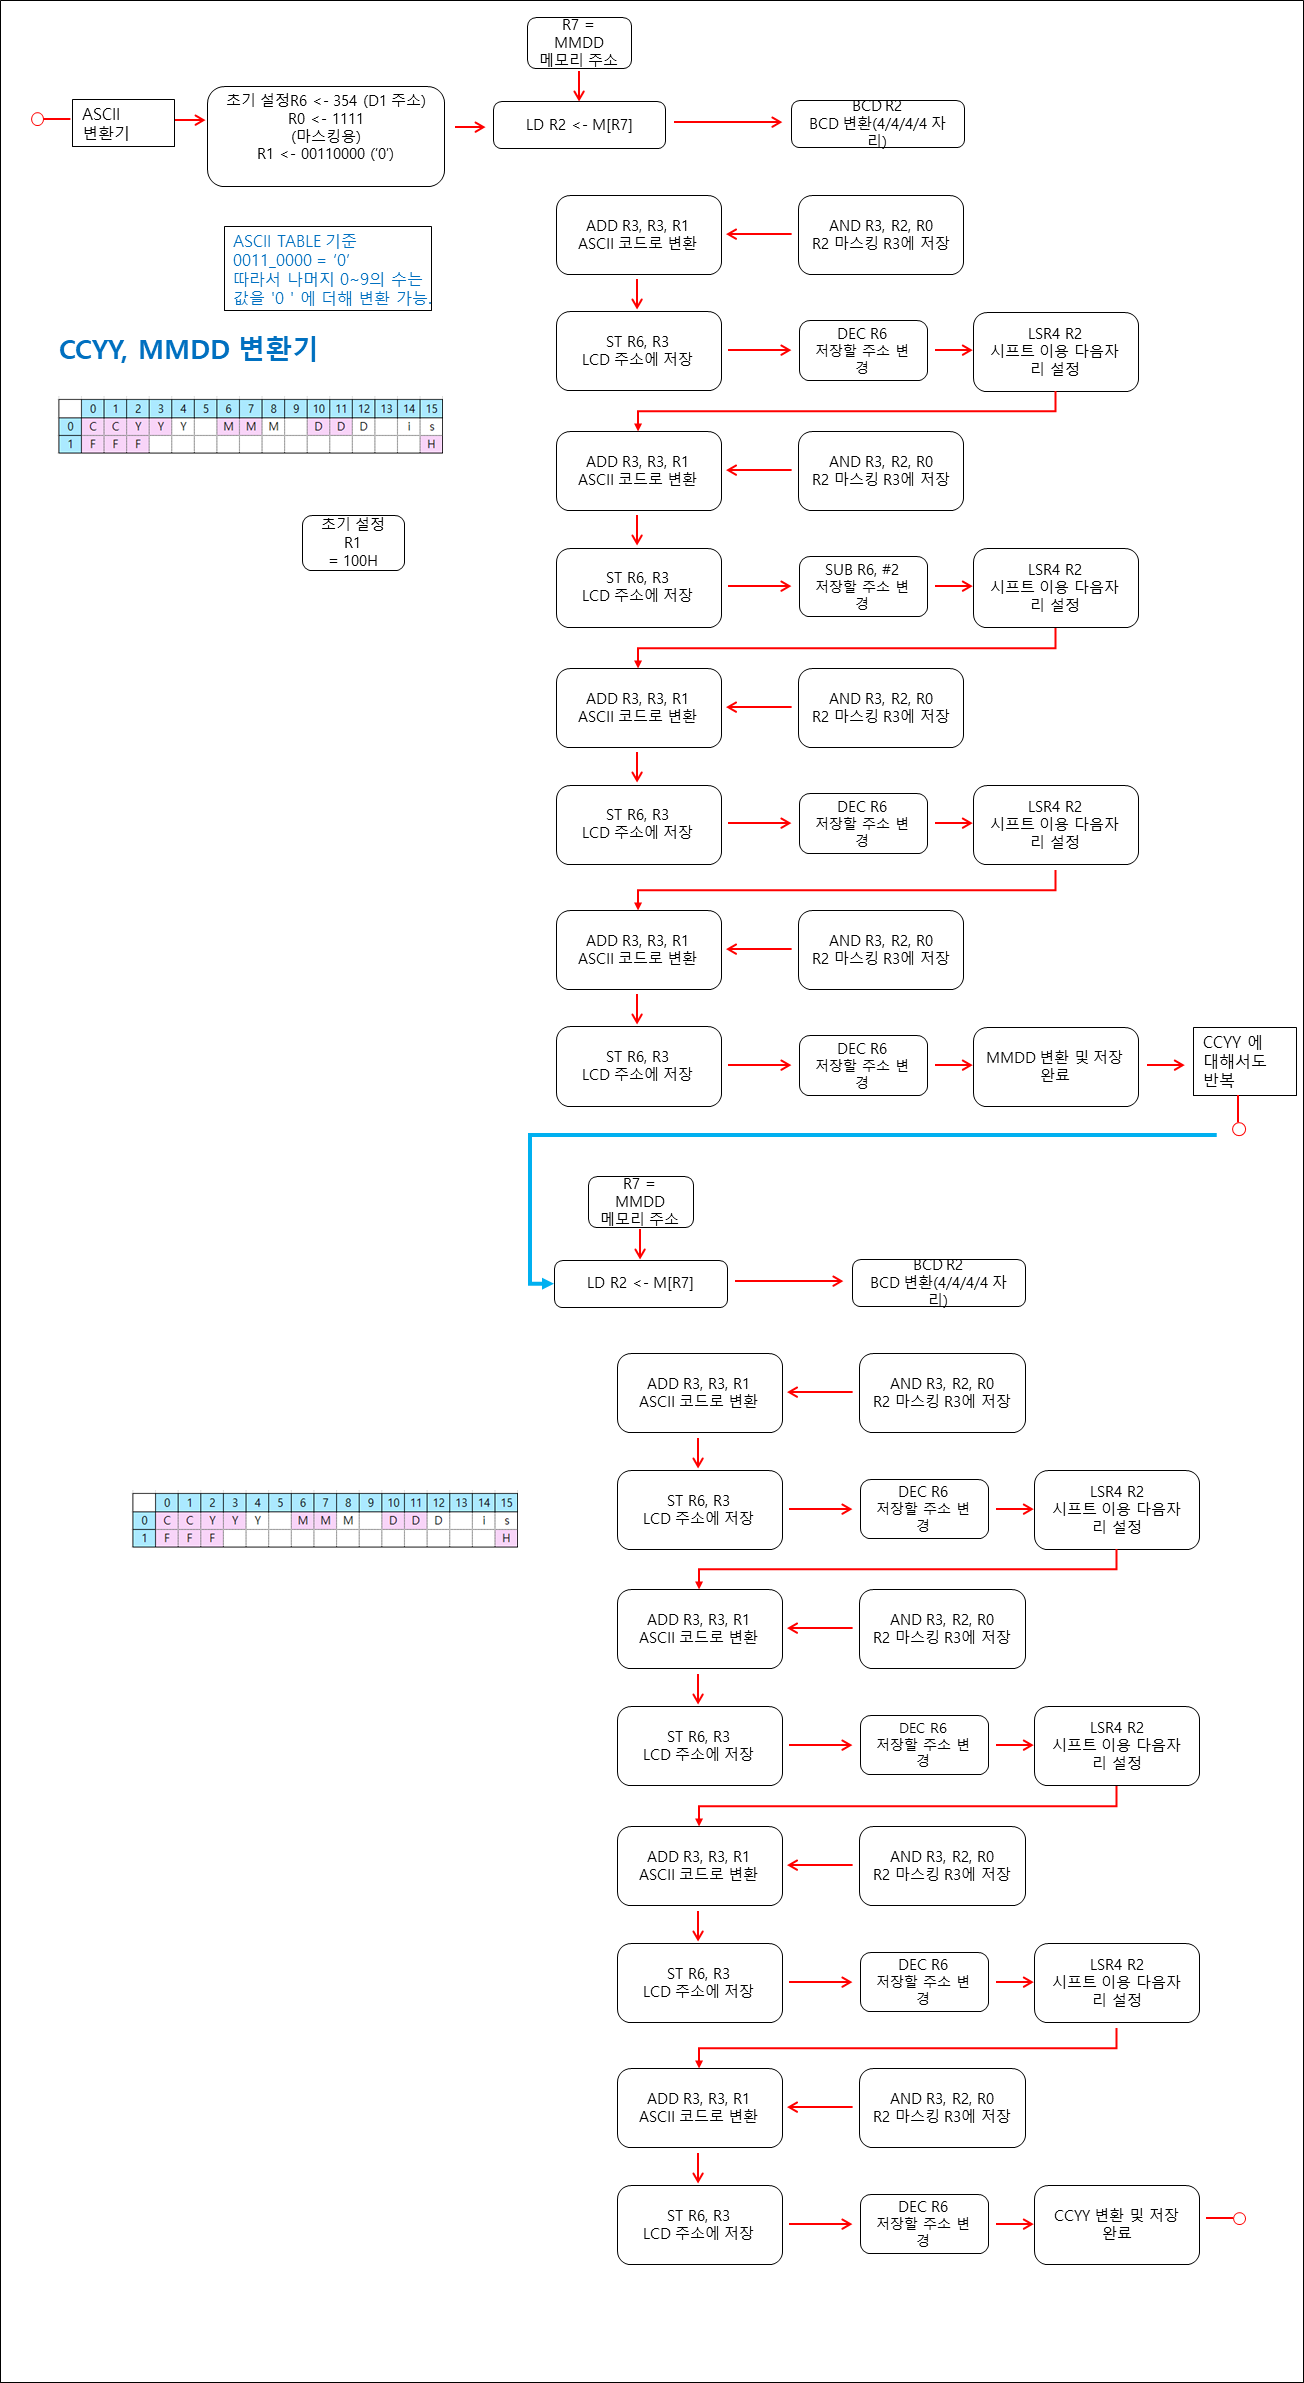 R7 =
MMDD
메모리 주소
ASCII
변환기
초기 설정R6 <- 354 (D1 주소)
R0 <- 1111
(마스킹용)
R1 <- 00110000 ('0')
LD R2 <- M[R7]
BCD R2
BCD 변환(4/4/4/4 자
리)
ADD R3, R3, R1
ASCII 코드로 변환
AND R3, R2, R0
R2 마스킹 R3에 저장
ASCII TABLE 기준
0011_0000 = ‘0’
따라서 나머지 0~9의 수는
값을 '0 ' 에 더해 변환 가능.
ST R6, R3
LCD 주소에 저장
DEC R6
저장할 주소 변
경
LSR4 R2
시프트 이용 다음자
리 설정
CCYY, MMDD 변환기
0 1 2 3 4 5 6 7 8 9 10 11 12 13 14 15
0 C C Y Y Y M M M D D D i s
1 F F F H
ADD R3, R3, R1
ASCII 코드로 변환
AND R3, R2, R0
R2 마스킹 R3에 저장
초기 설정
R1
= 100H
ST R6, R3
LCD 주소에 저장
SUB R6, #2
저장할 주소 변
경
LSR4 R2
시프트 이용 다음자
리 설정
ADD R3, R3, R1
ASCII 코드로 변환
AND R3, R2, R0
R2 마스킹 R3에 저장
ST R6, R3
LCD 주소에 저장
DEC R6
저장할 주소 변
경
LSR4 R2
시프트 이용 다음자
리 설정
ADD R3, R3, R1
ASCII 코드로 변환
AND R3, R2, R0
R2 마스킹 R3에 저장
ST R6, R3
LCD 주소에 저장
DEC R6
저장할 주소 변
경
MMDD 변환 및 저장
완료
CCYY 에
대해서도
반복
R7 =
MMDD
메모리 주소
LD R2 <- M[R7]
BCD R2
BCD 변환(4/4/4/4 자
리)
ADD R3, R3, R1
ASCII 코드로 변환
AND R3, R2, R0
R2 마스킹 R3에 저장
ST R6, R3
LCD 주소에 저장
DEC R6
저장할 주소 변
경
LSR4 R2
시프트 이용 다음자
리 설정
0 1 2 3 4 5 6 7 8 9 10 11 12 13 14 15
0 C C Y Y Y M M M D D D i s
1 F F F H
ADD R3, R3, R1
ASCII 코드로 변환
AND R3, R2, R0
R2 마스킹 R3에 저장
ST R6, R3
LCD 주소에 저장
DEC R6
저장할 주소 변
경
LSR4 R2
시프트 이용 다음자
리 설정
ADD R3, R3, R1
ASCII 코드로 변환
AND R3, R2, R0
R2 마스킹 R3에 저장
ST R6, R3
LCD 주소에 저장
DEC R6
저장할 주소 변
경
LSR4 R2
시프트 이용 다음자
리 설정
ADD R3, R3, R1
ASCII 코드로 변환
AND R3, R2, R0
R2 마스킹 R3에 저장
ST R6, R3
LCD 주소에 저장
DEC R6
저장할 주소 변
경
CCYY 변환 및 저장
완료